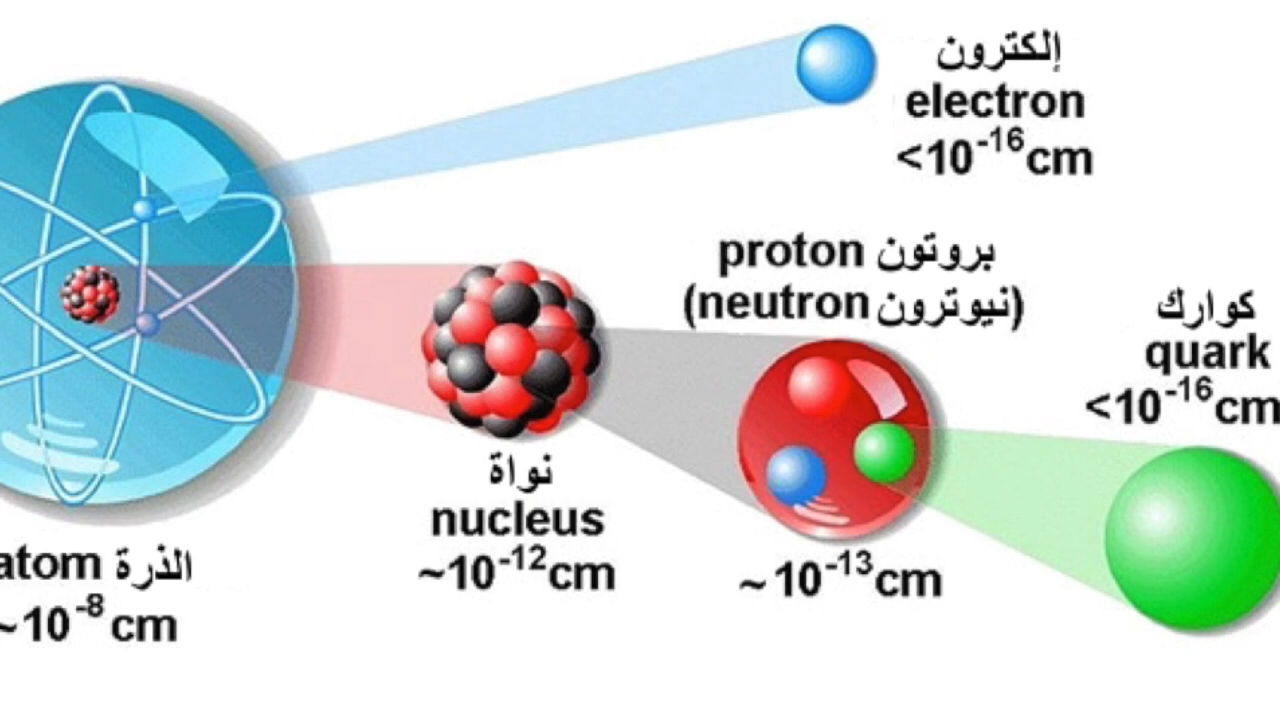 إلكترون
electron
<10⁻¹⁶cm
proton بروتون
(neutron نيوترون)
كوارك
quark
<10⁻¹⁶cm
نواة
nucleus
~10⁻¹²cm
~10⁻¹³cm
atom الذرة
~10⁻⁸ cm